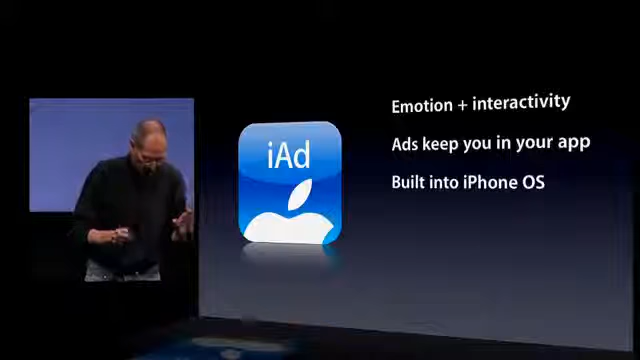 iAd
Emotion + interactivity
Ads keep you in your app
Built into iPhone OS